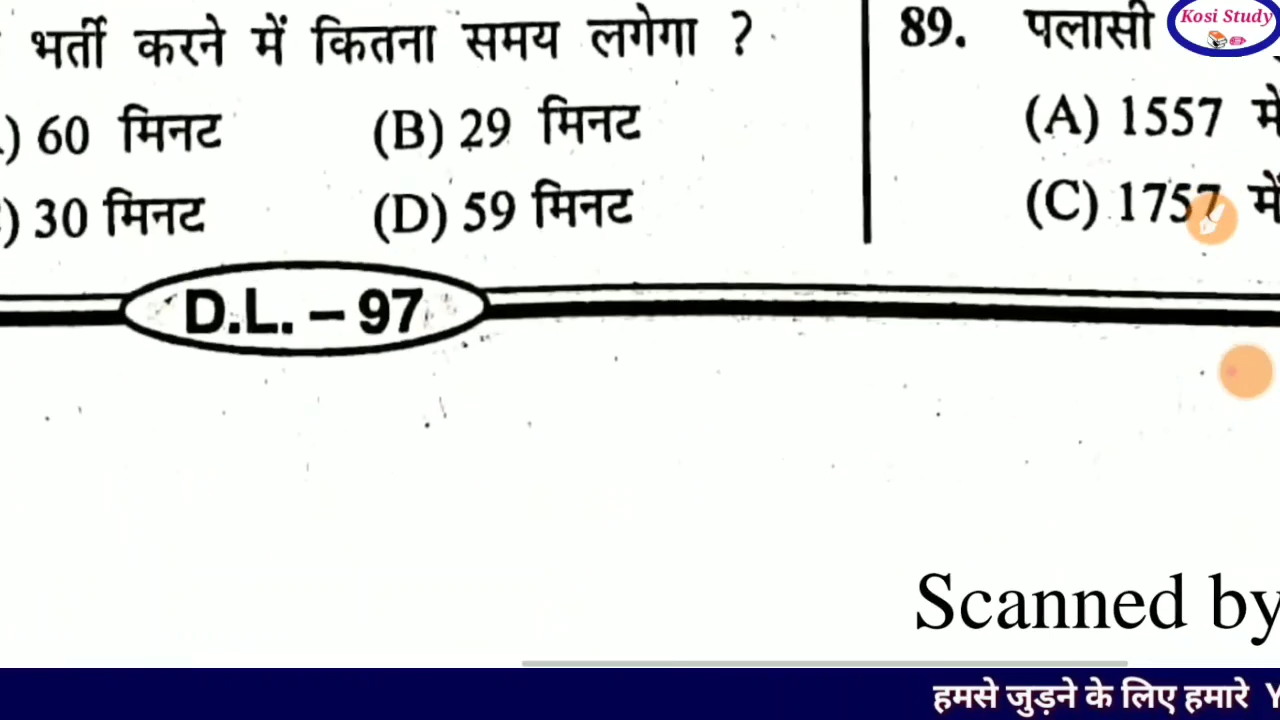 भर्ती करने में कितना समय लगेगा ?
) 60 मिनट (B) 29 मिनट
) 30 मिनट (D) 59 मिनट
D.L. – 97
89. पलासी
(A) 1557 में
(C) 1757 में
Kosi Study
Scanned by
हमसे जुड़ने के लिए हमारे Y